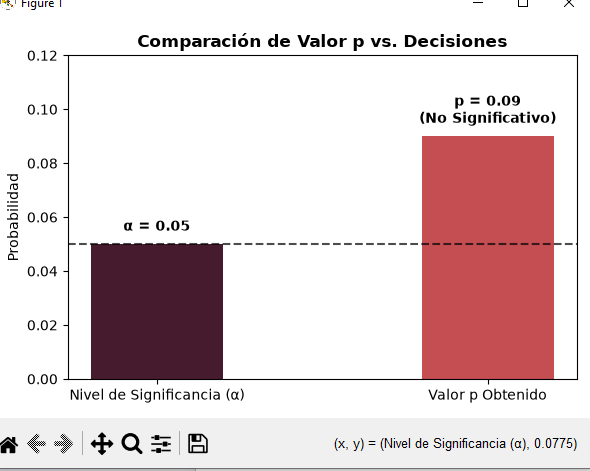 Figure 1
Comparación de Valor p vs. Decisiones
0.12
0.10
0.08
0.06
0.04
0.02
0.00
Probabilidad
α = 0.05
p = 0.09
(No Significativo)
Nivel de Significancia (α)
Valor p Obtenido
(x, y) = (Nivel de Significancia (α), 0.0775)